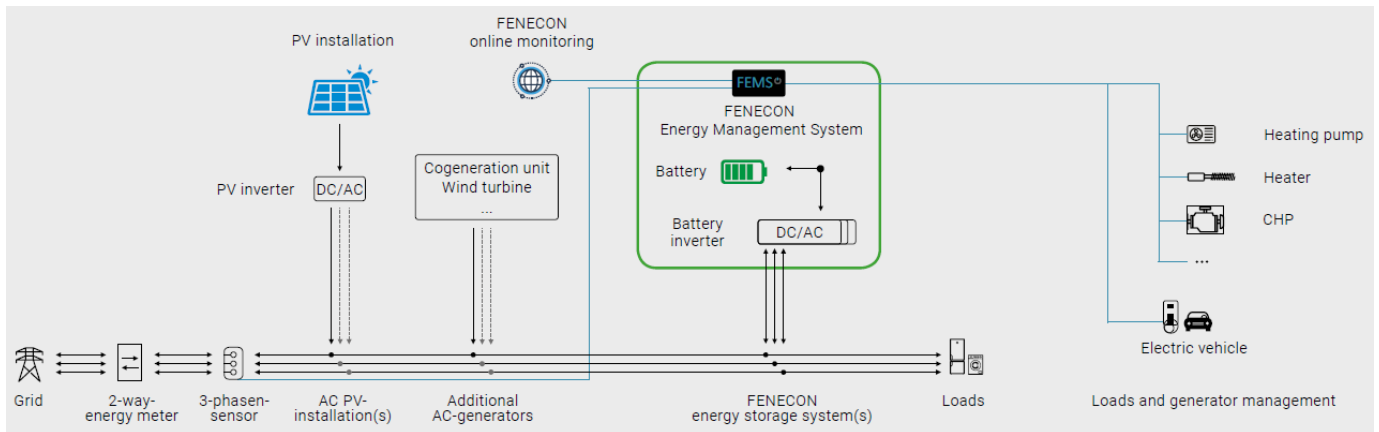 FENECON
online monitoring
PV installation
FEMS
FENECON
Energy Management System
Heating pump
Cogeneration unit
Wind turbine
...
Battery
Heater
PV inverter
DC/AC
Battery
inverter
DC/AC
CHP
...
Electric vehicle
Grid
2-way-
energy meter
3-phasen-
sensor
AC PV-
installation(s)
Additional
AC-generators
FENECON
energy storage system(s)
Loads
Loads and generator management